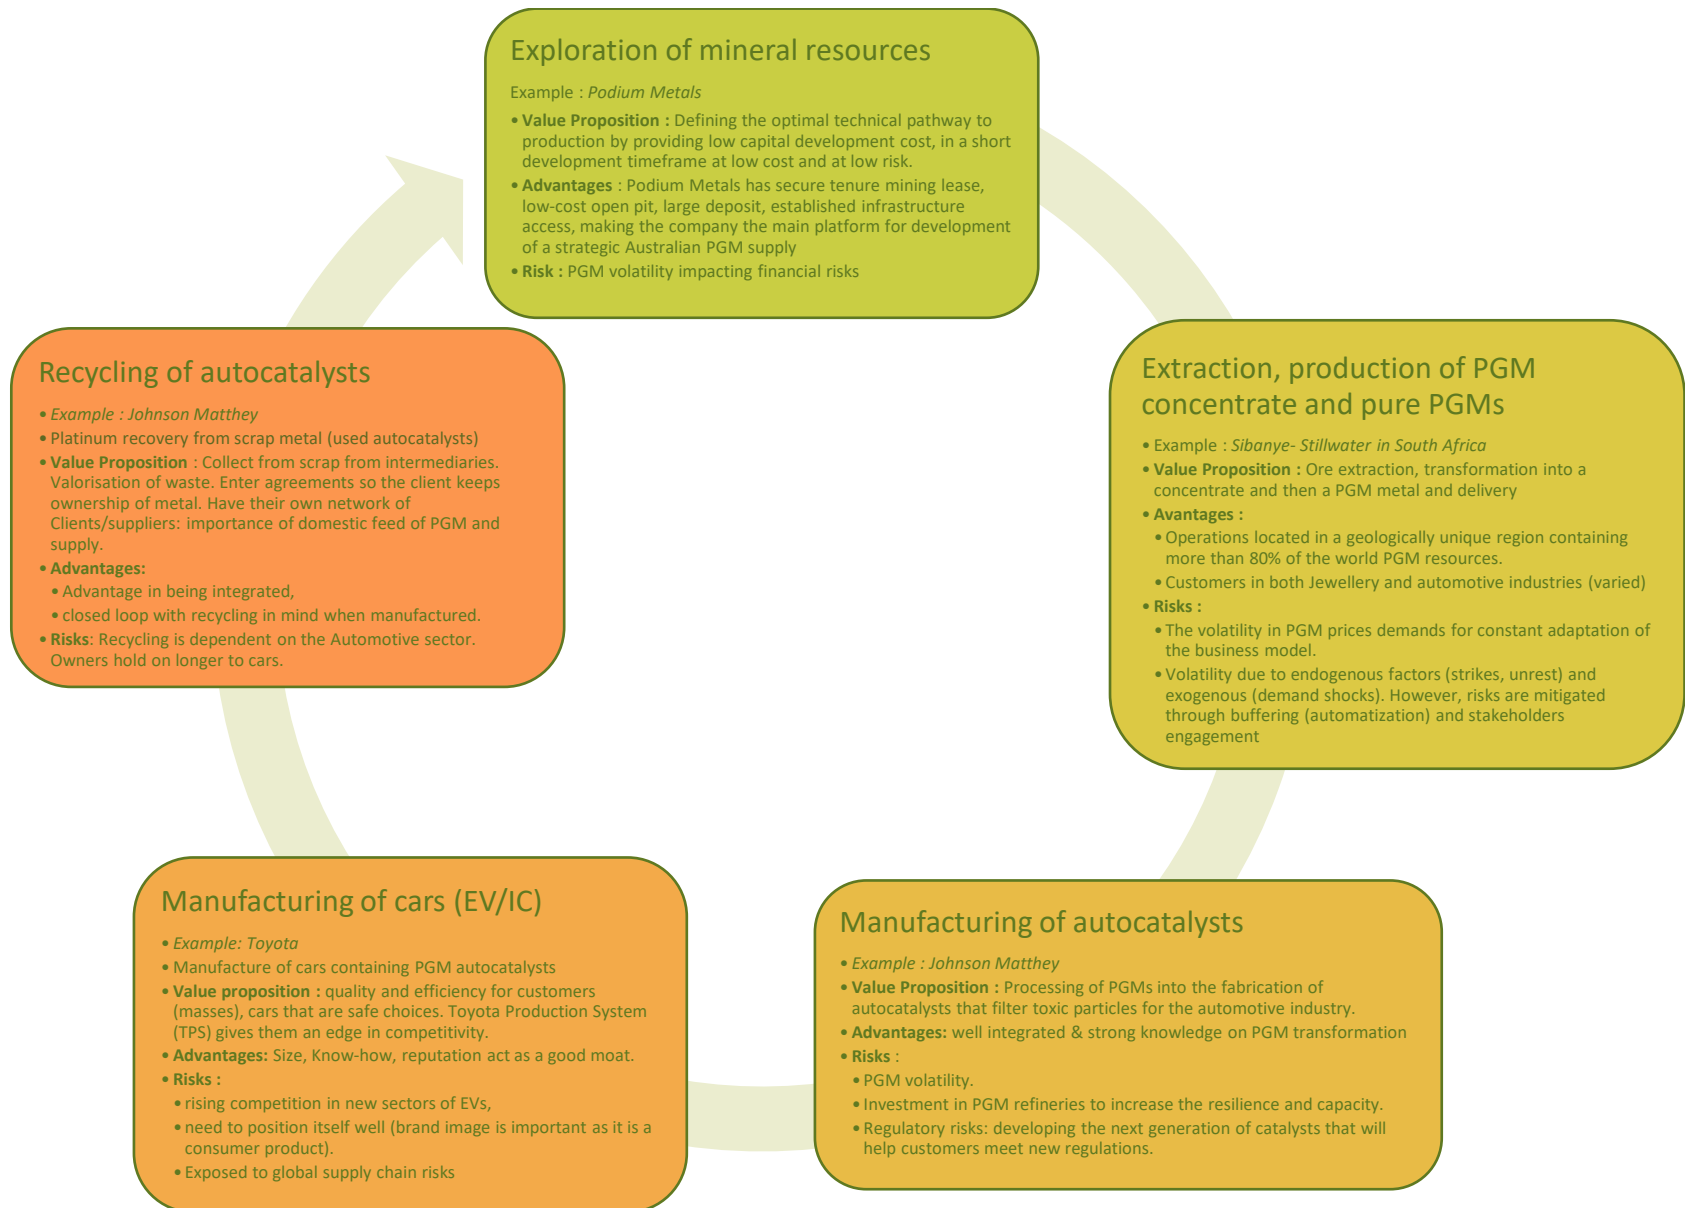 Exploration of mineral resources
Example : Podium Metals
• Value Proposition : Defining the optimal technical pathway to
production by providing low capital development cost, in a short
development timeframe at low cost and at low risk.
• Advantages : Podium Metals has secure tenure mining lease,
low-cost open pit, large deposit, established infrastructure
access, making the company the main platform for development
of a strategic Australian PGM supply
• Risk : PGM volatility impacting financial risks
Extraction, production of PGM
concentrate and pure PGMs
• Example : Sibanye- Stillwater in South Africa
• Value Proposition : Ore extraction, transformation into a
concentrate and then a PGM metal and delivery
• Avantages :
• Operations located in a geologically unique region containing
more than 80% of the world PGM resources.
• Customers in both Jewellery and automotive industries (varied)
• Risks :
• The volatility in PGM prices demands for constant adaptation of
the business model.
• Volatility due to endogenous factors (strikes, unrest) and
exogenous (demand shocks). However, risks are mitigated
through buffering (automatization) and stakeholders
engagement
Manufacturing of autocatalysts
• Example : Johnson Matthey
• Value Proposition : Processing of PGMs into the fabrication of
autocatalysts that filter toxic particles for the automotive industry.
• Advantages: well integrated & strong knowledge on PGM transformation
• Risks :
• PGM volatility.
• Investment in PGM refineries to increase the resilience and capacity.
• Regulatory risks: developing the next generation of catalysts that will
help customers meet new regulations.
Manufacturing of cars (EV/IC)
• Example: Toyota
• Manufacture of cars containing PGM autocatalysts
• Value proposition : quality and efficiency for customers
(masses), cars that are safe choices. Toyota Production System
(TPS) gives them an edge in competitivity.
• Advantages: Size, Know-how, reputation act as a good moat.
• Risks :
• rising competition in new sectors of EVs,
• need to position itself well (brand image is important as it is a
consumer product).
• Exposed to global supply chain risks
Recycling of autocatalysts
• Example : Johnson Matthey
• Platinum recovery from scrap metal (used autocatalysts)
• Value Proposition : Collect from scrap from intermediaries.
Valorisation of waste. Enter agreements so the client keeps
ownership of metal. Have their own network of
Clients/suppliers: importance of domestic feed of PGM and
supply.
• Advantages:
• Advantage in being integrated,
• closed loop with recycling in mind when manufactured.
• Risks: Recycling is dependent on the Automotive sector.
Owners hold on longer to cars.